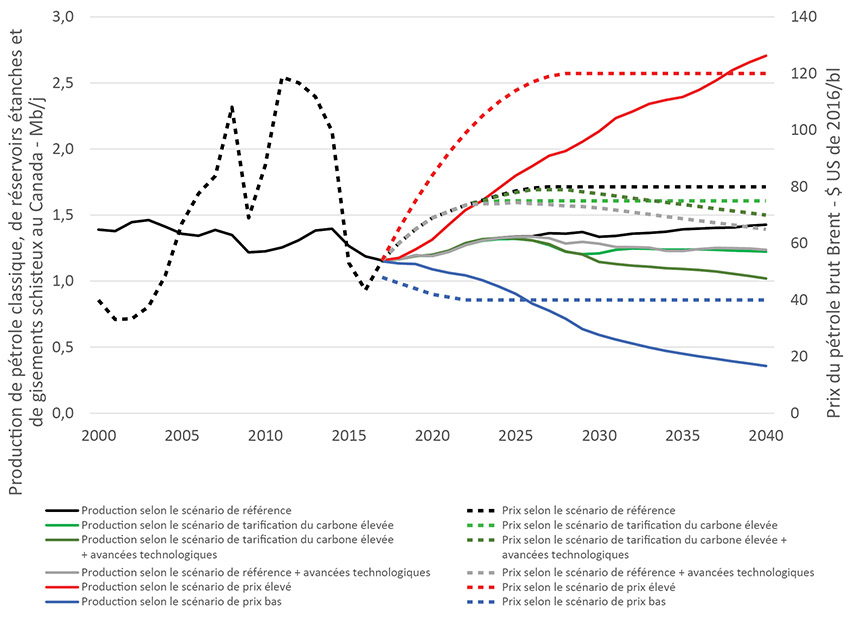 Production de pétrole classique, de réservoirs étanches et
de gisements schisteux au Canada - Mb/j
3,0
2,5
2,0
1,5
1,0
0,5
0,0
140
120
100
80
60
40
20
0
Prix du pétrole brut Brent - $ US de 2016/bl
2000
2005
2010
2015
2020
2025
2030
2035
2040
Production selon le scénario de référence
Production selon le scénario de tarification du carbone élevée
Production selon le scénario de tarification du carbone élevée
+ avancées technologiques
Production selon le scénario de référence + avancées technologiques
Production selon le scénario de prix élevé
Production selon le scénario de prix bas
Prix selon le scénario de référence
Prix selon le scénario de tarification du carbone élevée
Prix selon le scénario de tarification du carbone élevée +
avancées technologiques
Prix selon le scénario de référence + avancées technologiques
Prix selon le scénario de prix élevé
Prix selon le scénario de prix bas